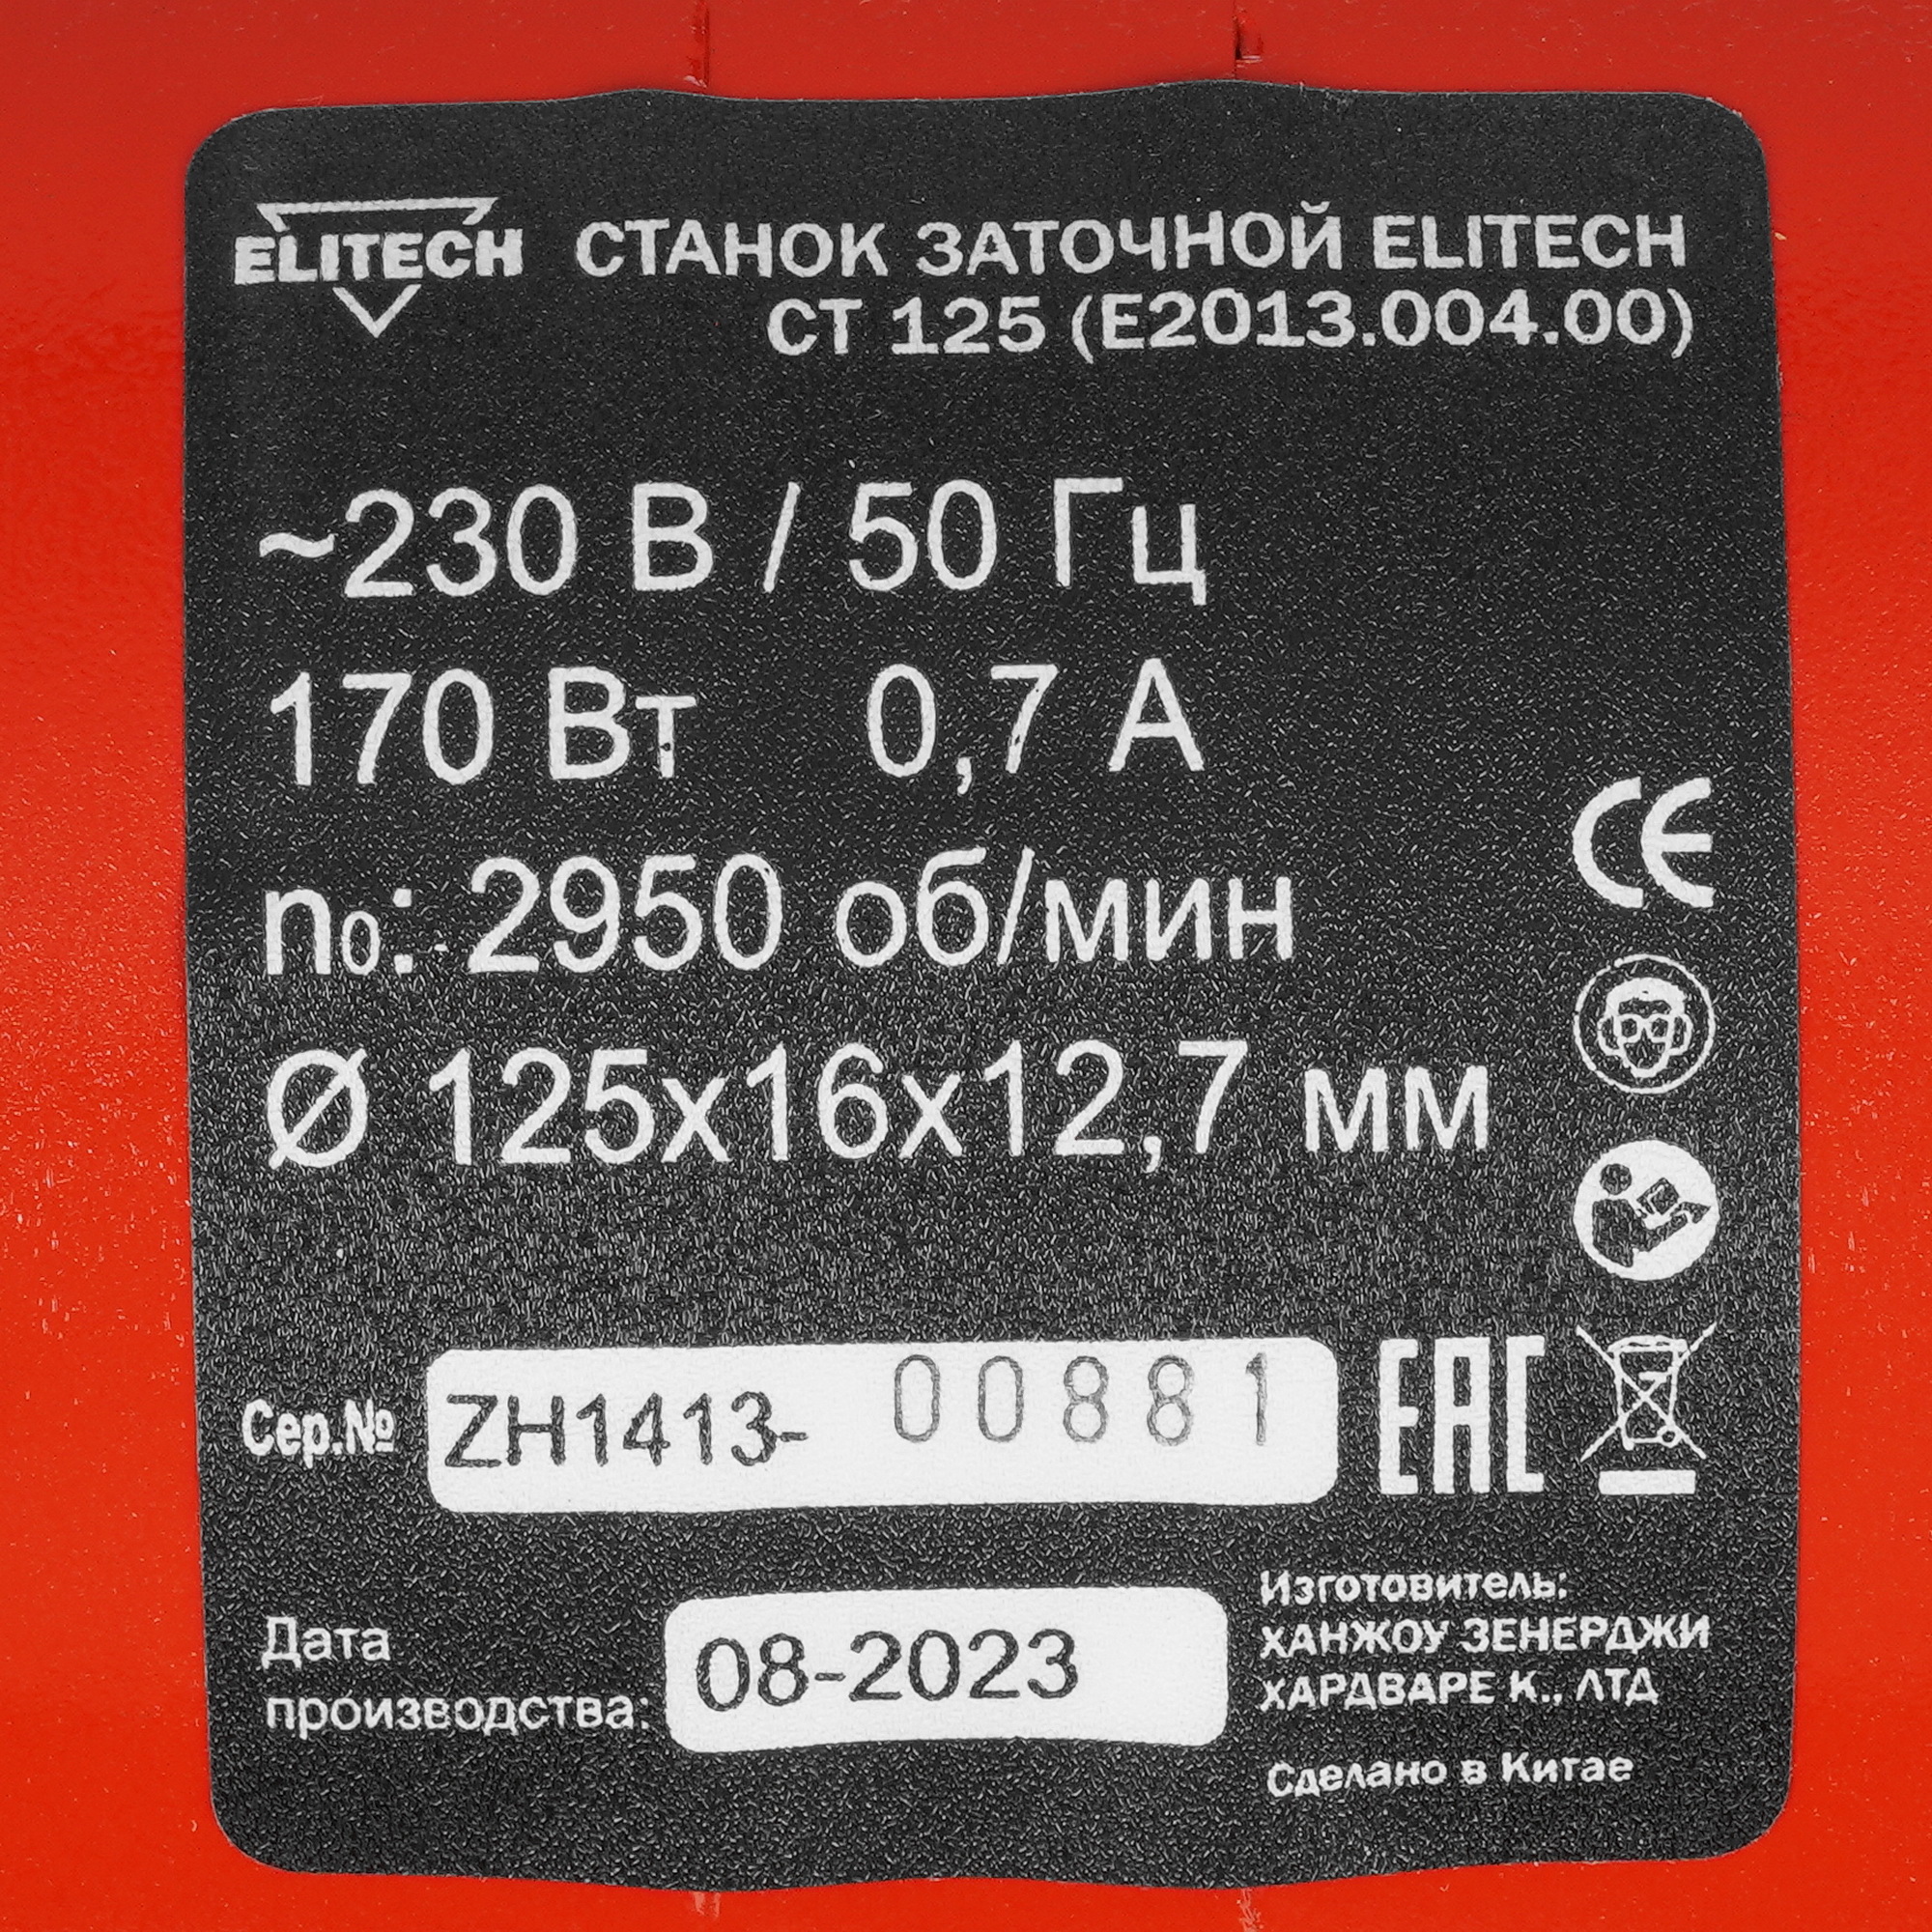 ELITECH СТАНОК ЗАТОЧНОЙ ELITECH
СТ 125 (E2013.004.00)
~230 В / 50 Гц
170 Вт 0,7 А
n0: 2950 об/мин
Ø 125x16x12,7 мм
CE
Сер.№ ZH1413- 00881 EAC
Дата
производства: 08-2023
Изготовитель:
ХАНЖОУ ЗЕНЕРДЖИ
ХАРДВАРЕ К., ЛТД
Сделано в Китае